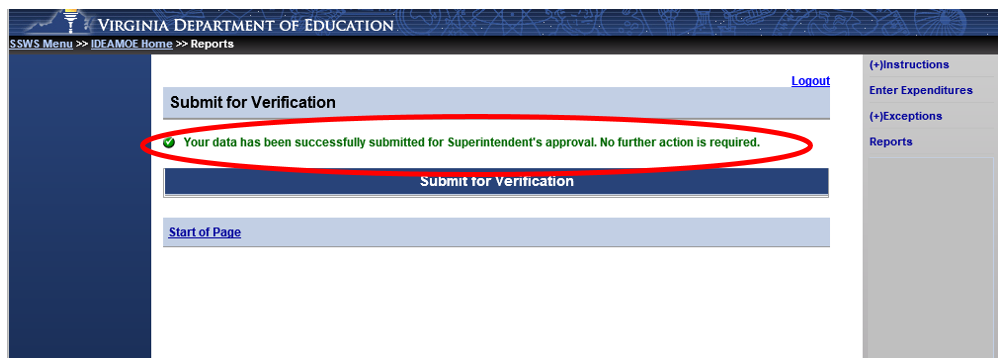 VIRGINIA DEPARTMENT OF EDUCATION
SSWS Menu >> IDEAMOE Home >> Reports
Logout
Submit for Verification
Your data has been successfully submitted for Superintendent's approval. No further action is required.
Submit for Verification
Start of Page
(+)Instructions
Enter Expenditures
(+)Exceptions
Reports